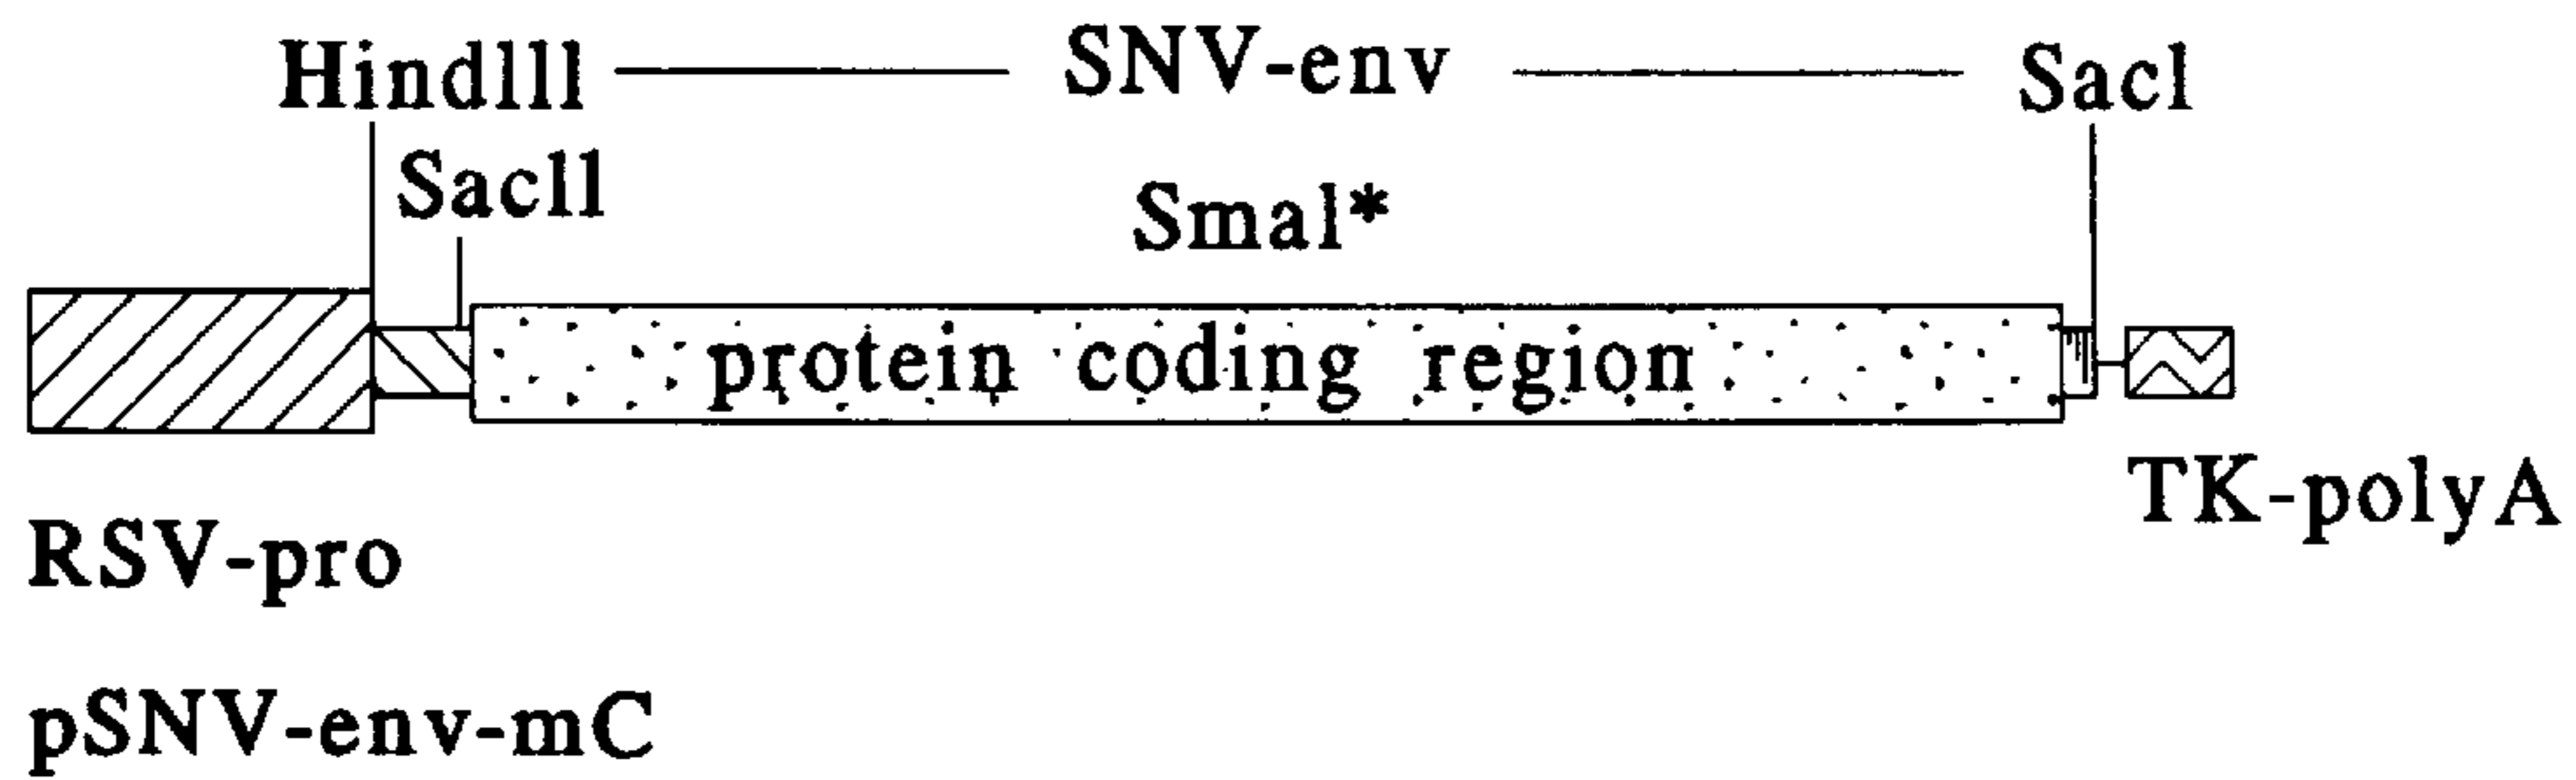 HindIII SNV-env SacI
SacII
SmaI*
protein coding region
TK-polyA
RSV-pro
pSNV-env-mC